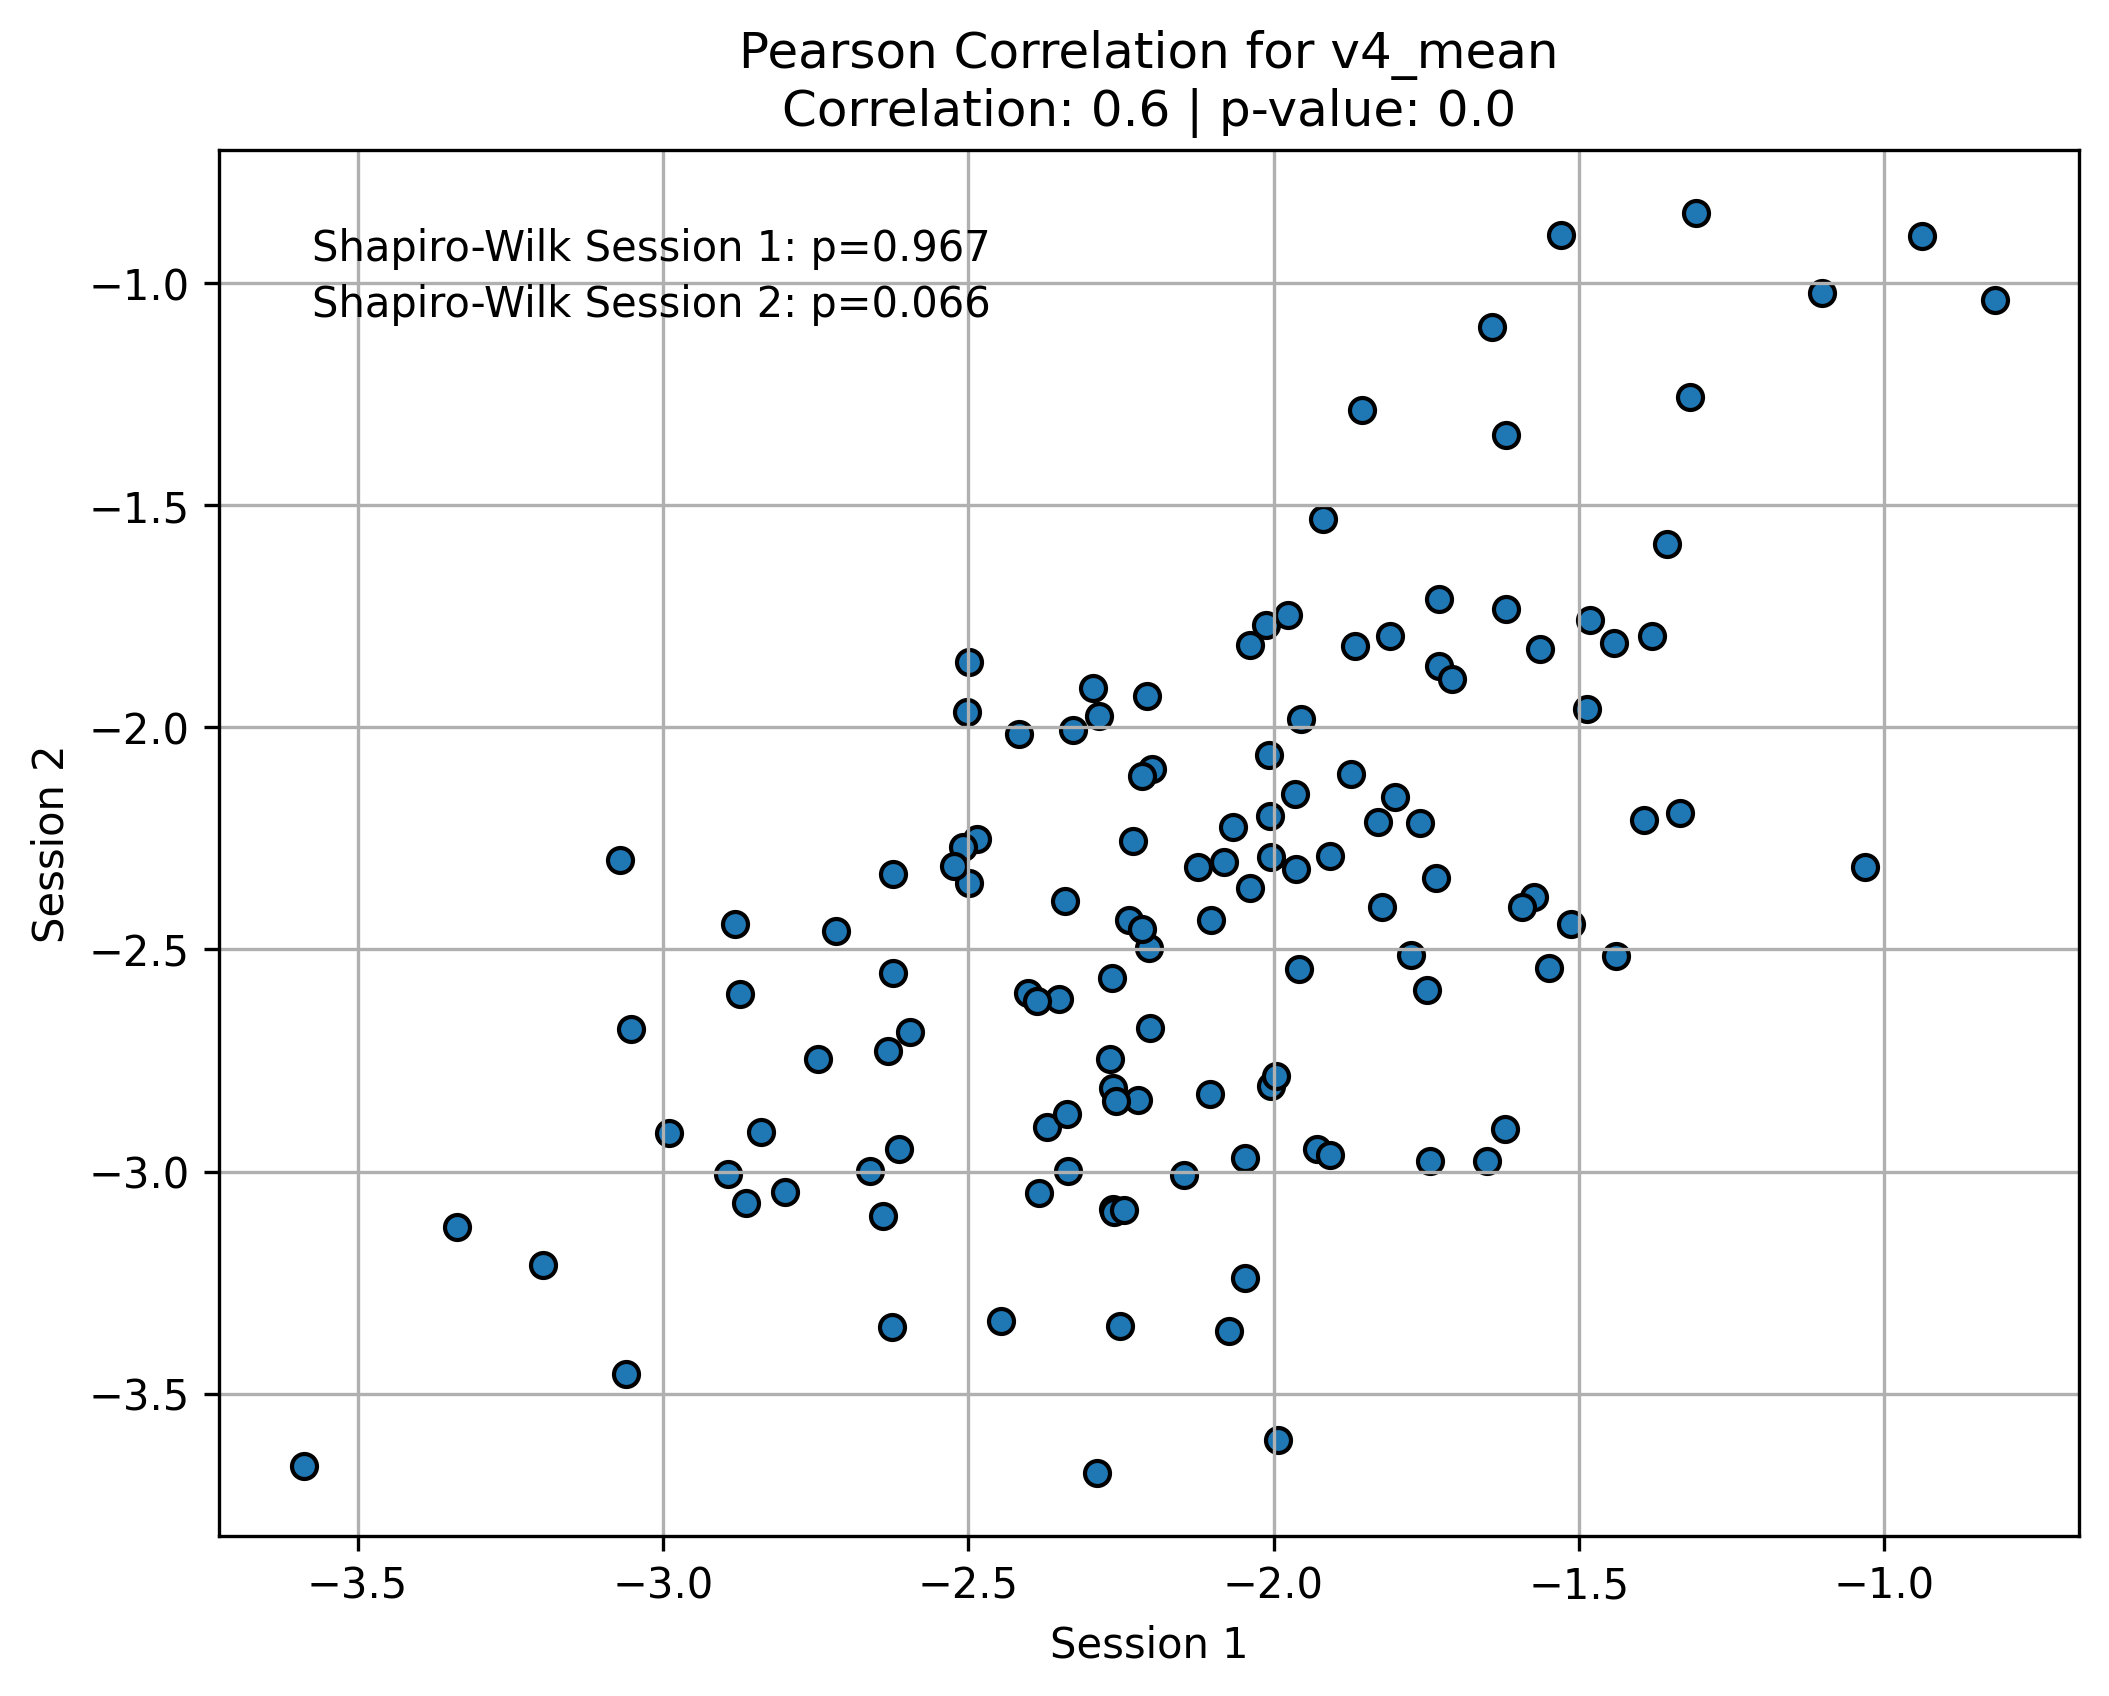 Pearson Correlation for v4_mean
Correlation: 0.6 | p-value: 0.0
Shapiro-Wilk Session 1: p=0.967
Shapiro-Wilk Session 2: p=0.066
−1.0
−1.5
−2.0
−2.5
−3.0
−3.5
Session 2
−3.5 −3.0 −2.5 −2.0 −1.5 −1.0
Session 1